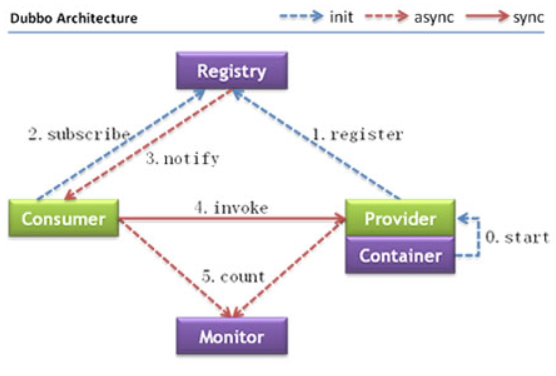 Dubbo Architecture
init
async
sync
Registry
2. subscribe
1. register
3. notify
Consumer
4. invoke
Provider
Container
0. start
5. count
Monitor